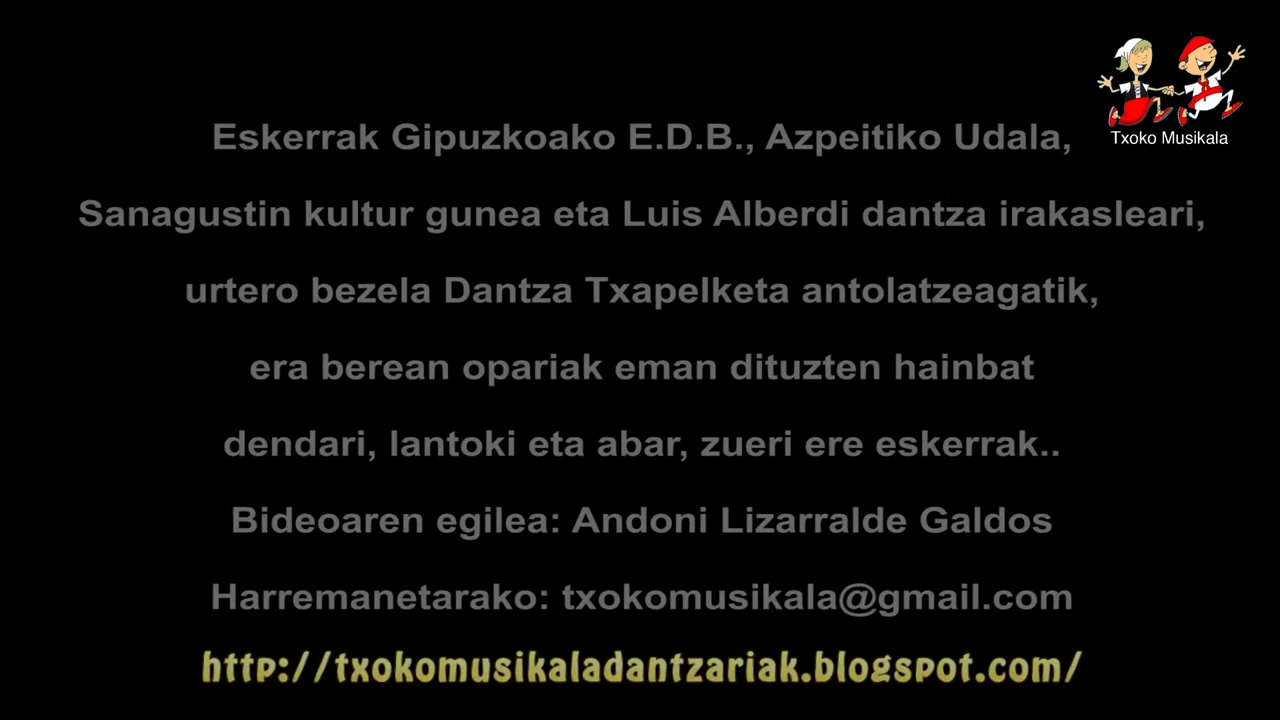 Txoko Musikala
Eskerrak Gipuzkoako E.D.B., Azpeitiko Udala,
Sanagustin kultur gunea eta Luis Alberdi dantza irakasleari,
urtero bezela Dantza Txapelketa antolatzeagatik,
era berean opariak eman dituzten hainbat
dendari, lantoki eta abar, zueri ere eskerrak..
Bideoaren egilea: Andoni Lizarralde Galdos
Harremanetarako: txokomusikala@gmail.com
http://txokomusikaladantzariak.blogspot.com/